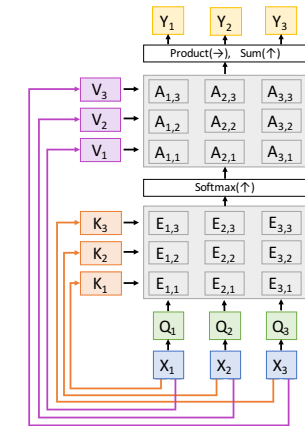 Y₁ Y₂ Y₃
Product(→), Sum(↑)
V₃ A₁,₃ A₂,₃ A₃,₃
V₂ A₁,₂ A₂,₂ A₃,₂
V₁ A₁,₁ A₂,₁ A₃,₁
Softmax(↑)
K₃ E₁,₃ E₂,₃ E₃,₃
K₂ E₁,₂ E₂,₂ E₃,₂
K₁ E₁,₁ E₂,₁ E₃,₁
Q₁ Q₂ Q₃
X₁ X₂ X₃